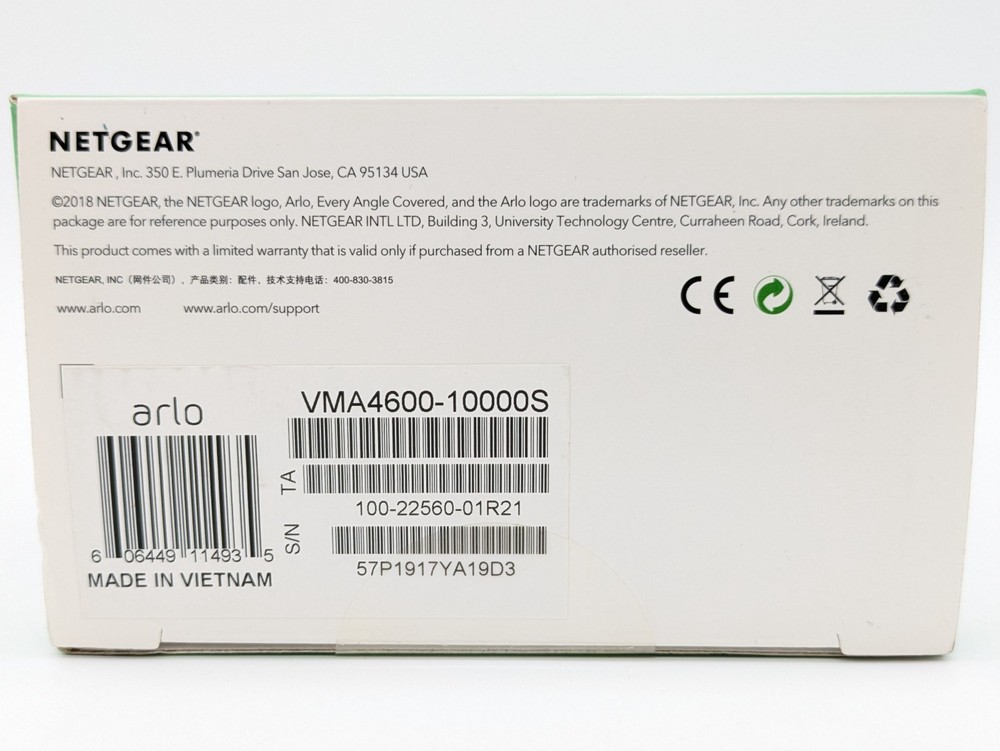 NETGEAR®
NETGEAR, Inc. 350 E. Plumeria Drive San Jose, CA 95134 USA
©2018 NETGEAR, the NETGEAR logo, Arlo, Every Angle Covered, and the Arlo logo are trademarks of NETGEAR, Inc. Any other trademarks on this
package are for reference purposes only. NETGEAR INTL LTD, Building 3, University Technology Centre, Curraheen Road, Cork, Ireland.
This product comes with a limited warranty that is valid only if purchased from a NETGEAR authorised reseller.
NETGEAR, INC（网件公司）、产品类别：配件、技术支持电话：400-830-3815
www.arlo.com www.arlo.com/support
CE
arlo
6 06449 11493 5
MADE IN VIETNAM
VMA4600-10000S
TA
100-22560-01R21
S/N
57P1917YA19D3